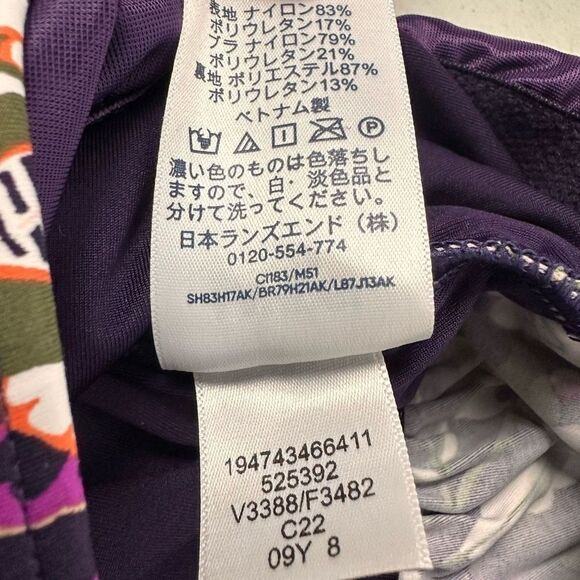 表地 ナイロン83%
ポリウレタン17%
ブラ ナイロン79%
ポリウレタン21%
裏地 ポリエステル87%
ポリウレタン13%
ベトナム製
濃い色のものは色落ちし
ますので、白・淡色品と
分けて洗ってください。
日本ランズエンド(株)
0120-554-774
CI183/M51
SH83H17AK/BR79H21AK/L87J13AK
194743466411
525392
V3388/F3482
C22
09Y 8